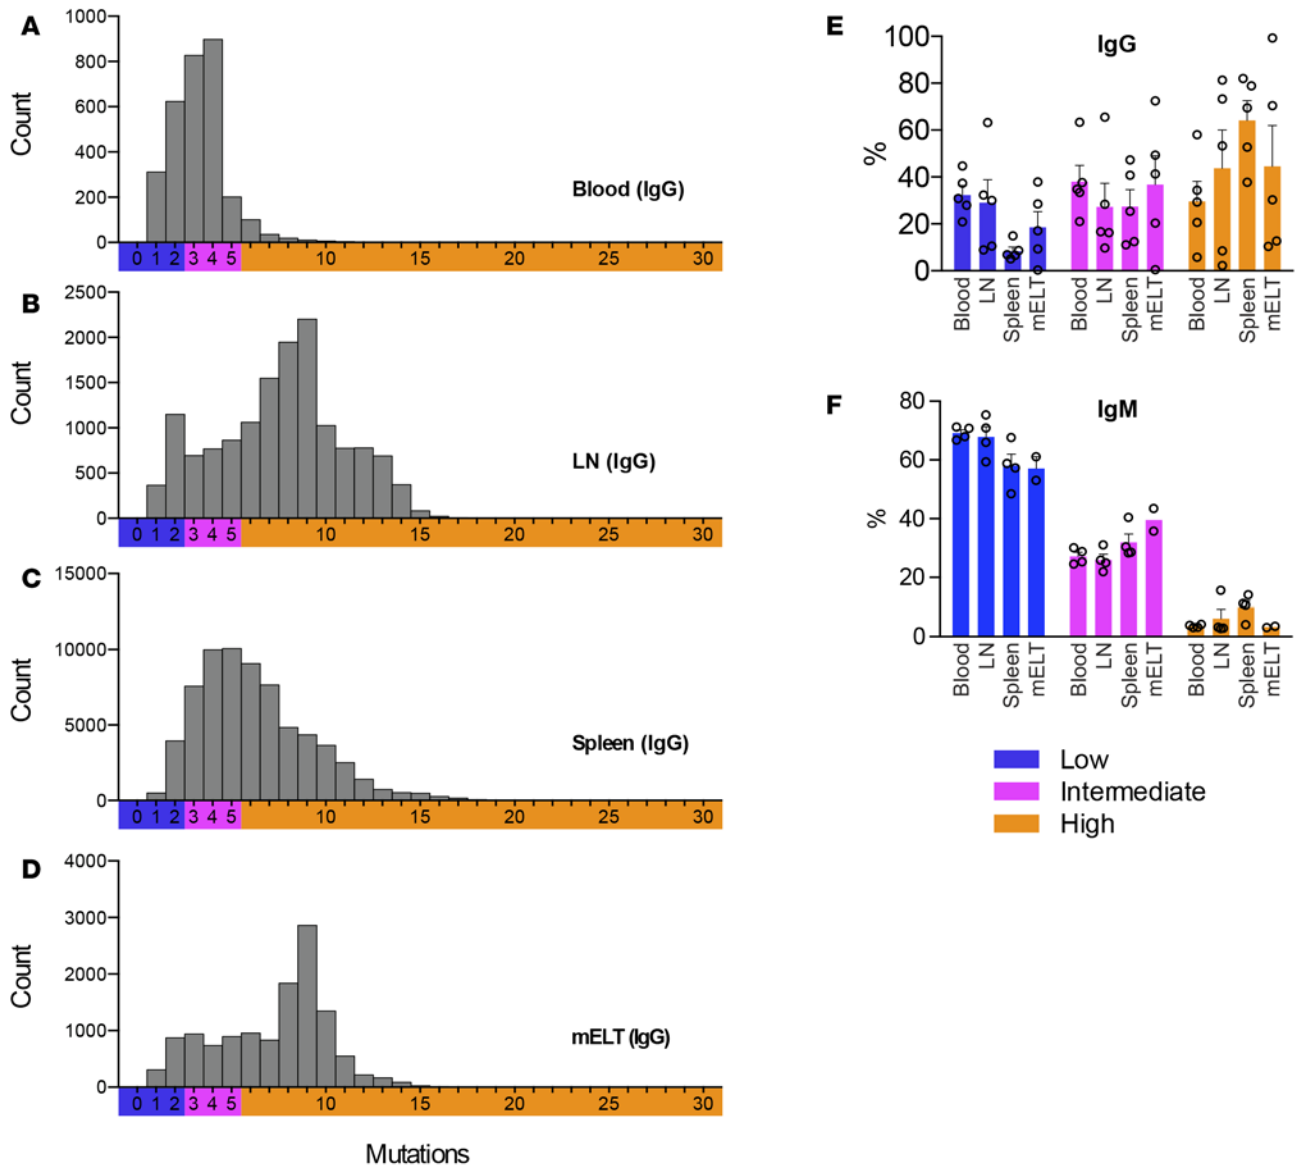 A
1000
800
600
400
200
0
Count
Blood (IgG)
0 1 2 3 4 5 10 15 20 25 30
B
2500
2000
1500
1000
500
0
Count
LN (IgG)
0 1 2 3 4 5 10 15 20 25 30
C
15000
10000
5000
0
Count
Spleen (IgG)
0 1 2 3 4 5 10 15 20 25 30
D
4000
3000
2000
1000
0
Count
mELT (IgG)
0 1 2 3 4 5 10 15 20 25 30
Mutations
E
IgG
100
80
60
40
20
0
%
Blood LN Spleen mELT Blood LN Spleen mELT Blood LN Spleen mELT
F
IgM
80
60
40
20
0
%
Blood LN Spleen mELT Blood LN Spleen mELT Blood LN Spleen mELT
Low
Intermediate
High